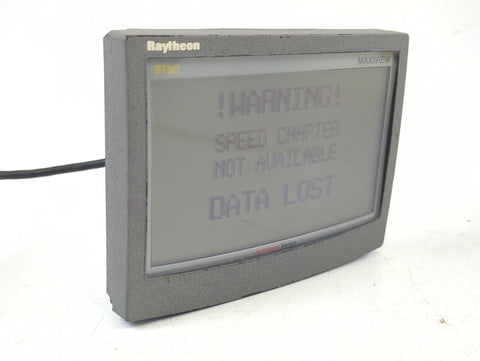 Raytheon
ST80
MAXIVIEW
!WARNING!
SPEED CHAPTER
NOT AVAILABLE
DATA LOST